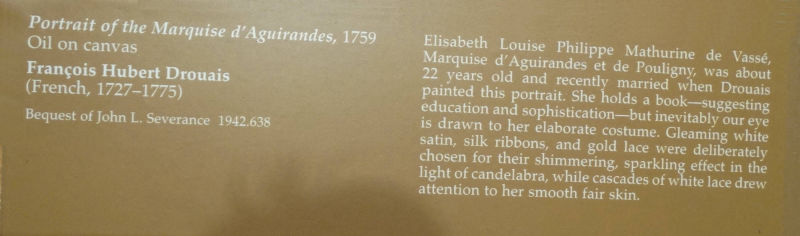 Portrait of the Marquise d'Aguirandes, 1759
Oil on canvas
François Hubert Drouais
(French, 1727–1775)
Bequest of John L. Severance 1942.638
Elisabeth Louise Philippe Mathurine de Vassé,
Marquise d'Aguirandes et de Pouligny, was about
22 years old and recently married when Drouais
painted this portrait. She holds a book—suggesting
education and sophistication—but inevitably our eye
is drawn to her elaborate costume. Gleaming white
satin, silk ribbons, and gold lace were deliberately
chosen for their shimmering, sparkling effect in the
light of candelabra, while cascades of white lace drew
attention to her smooth fair skin.